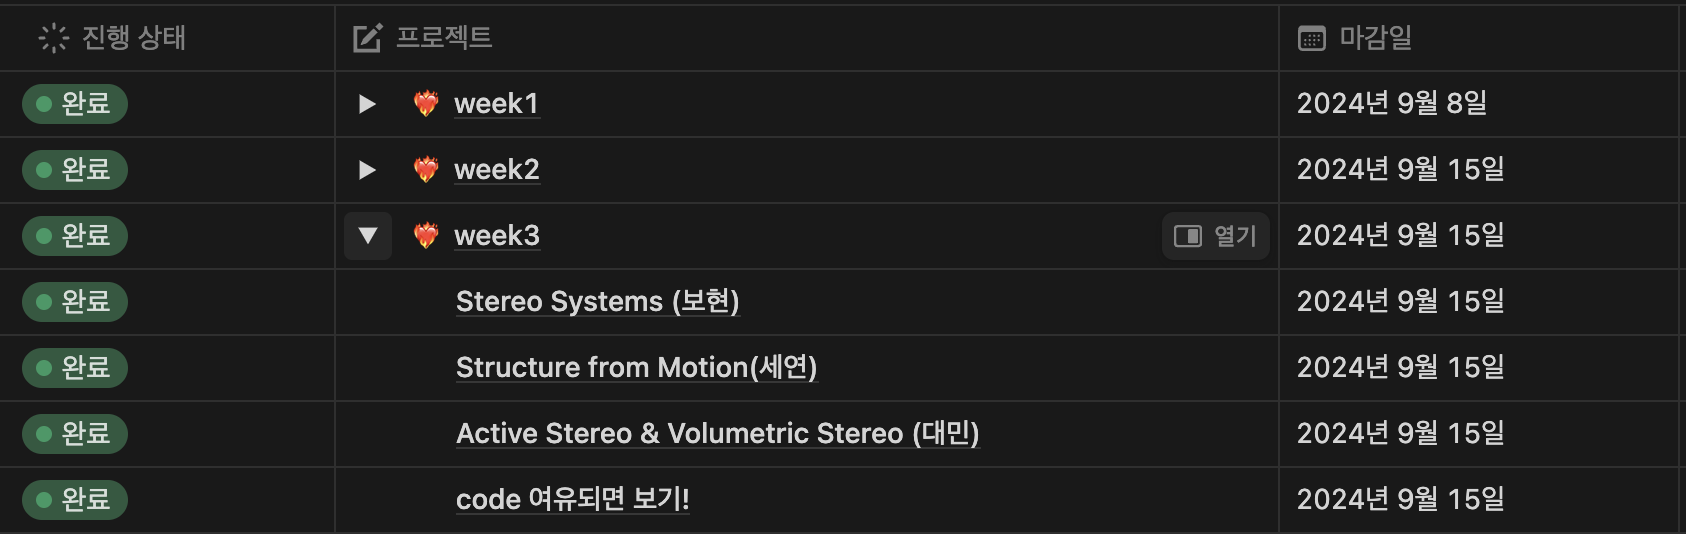 진행 상태 프로젝트 마감일
완료 week1 2024년 9월 8일
완료 week2 2024년 9월 15일
완료 week3 열기 2024년 9월 15일
완료 Stereo Systems (보현) 2024년 9월 15일
완료 Structure from Motion(세연) 2024년 9월 15일
완료 Active Stereo & Volumetric Stereo (대민) 2024년 9월 15일
완료 code 여유되면 보기! 2024년 9월 15일